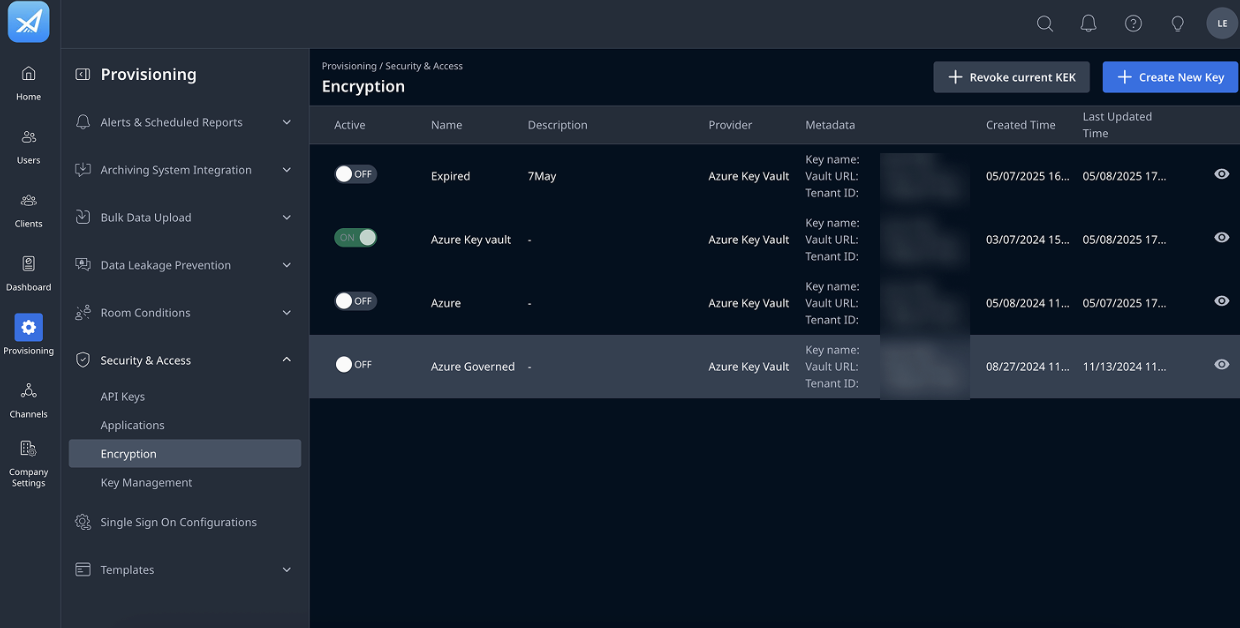 LE
Home
Users
Clients
Dashboard
Provisioning
Channels
Company
Settings
Provisioning
Alerts & Scheduled Reports
Archiving System Integration
Bulk Data Upload
Data Leakage Prevention
Room Conditions
Security & Access
API Keys
Applications
Encryption
Key Management
Single Sign On Configurations
Templates
Provisioning / Security & Access
Encryption
Revoke current KEK
Create New Key
Active Name Description Provider Metadata Created Time Last Updated
Time
OFF Expired 7May Azure Key Vault 05/07/2025 16... 05/08/2025 17...
Key name:
Vault URL:
Tenant ID:
ON Azure Key vault - Azure Key Vault 03/07/2024 15... 05/08/2025 17...
Key name:
Vault URL:
Tenant ID:
OFF Azure - Azure Key Vault 05/08/2024 11... 05/07/2025 17...
Key name:
Vault URL:
Tenant ID:
OFF Azure Governed - Azure Key Vault 08/27/2024 11... 11/13/2024 11...
Key name:
Vault URL:
Tenant ID: